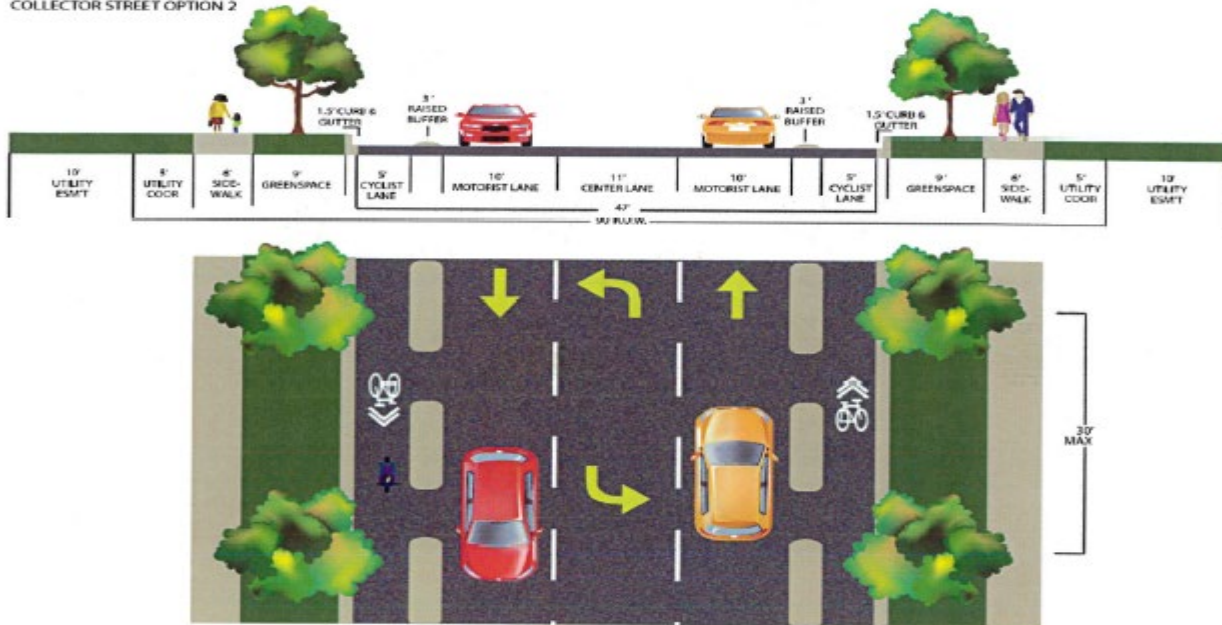 COLLECTOR STREET OPTION 2
1.5' CURB &
GUTTER
3'
RAISED
BUFFER
3'
RAISED
BUFFER
1.5' CURB &
GUTTER
10'
UTILITY
ESM'T
5'
UTILITY
COOR
6'
SIDE-
WALK
9'
GREENSPACE
5'
CYCLIST
LANE
10'
MOTORIST LANE
11'
CENTER LANE
10'
MOTORIST LANE
5'
CYCLIST
LANE
9'
GREENSPACE
6'
SIDE-
WALK
5'
UTILITY
COOR
10'
UTILITY
ESM'T
47'
90' R.O.W.
30'
MAX